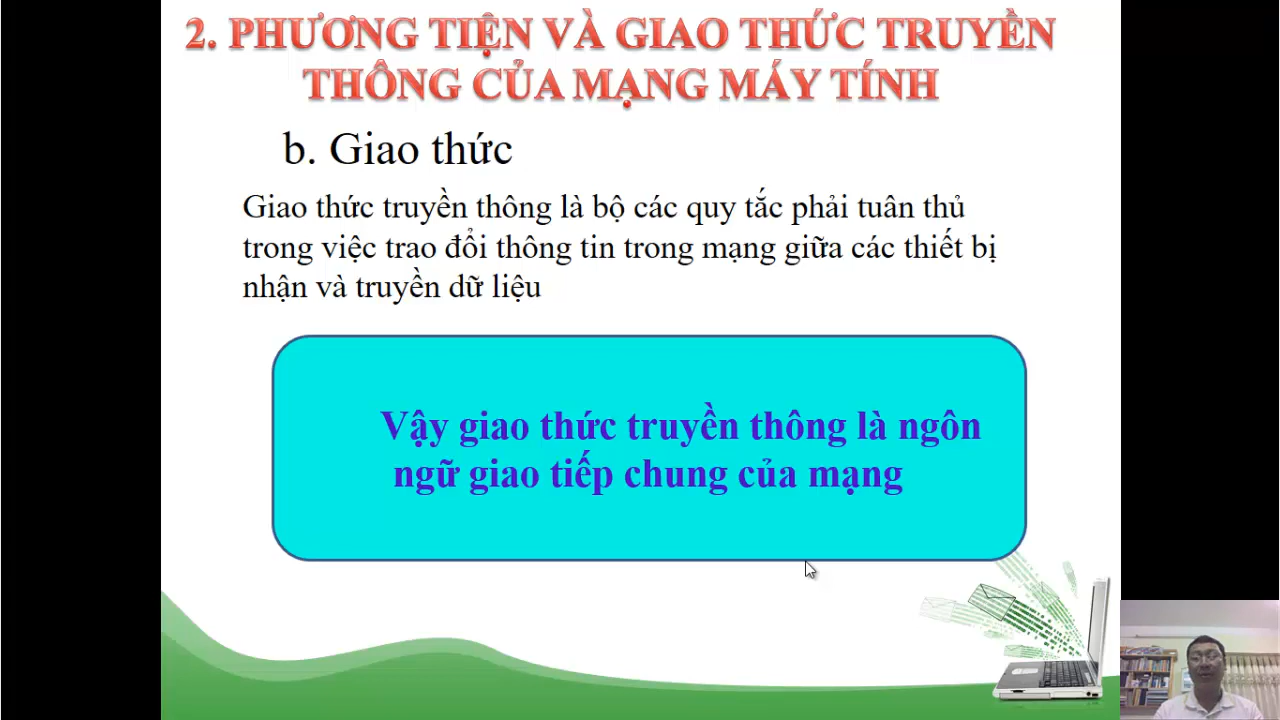 2. PHƯƠNG TIỆN VÀ GIAO THỨC TRUYỀN
THÔNG CỦA MẠNG MÁY TÍNH
b. Giao thức
Giao thức truyền thông là bộ các quy tắc phải tuân thủ
trong việc trao đổi thông tin trong mạng giữa các thiết bị
nhận và truyền dữ liệu
Vậy giao thức truyền thông là ngôn
ngữ giao tiếp chung của mạng